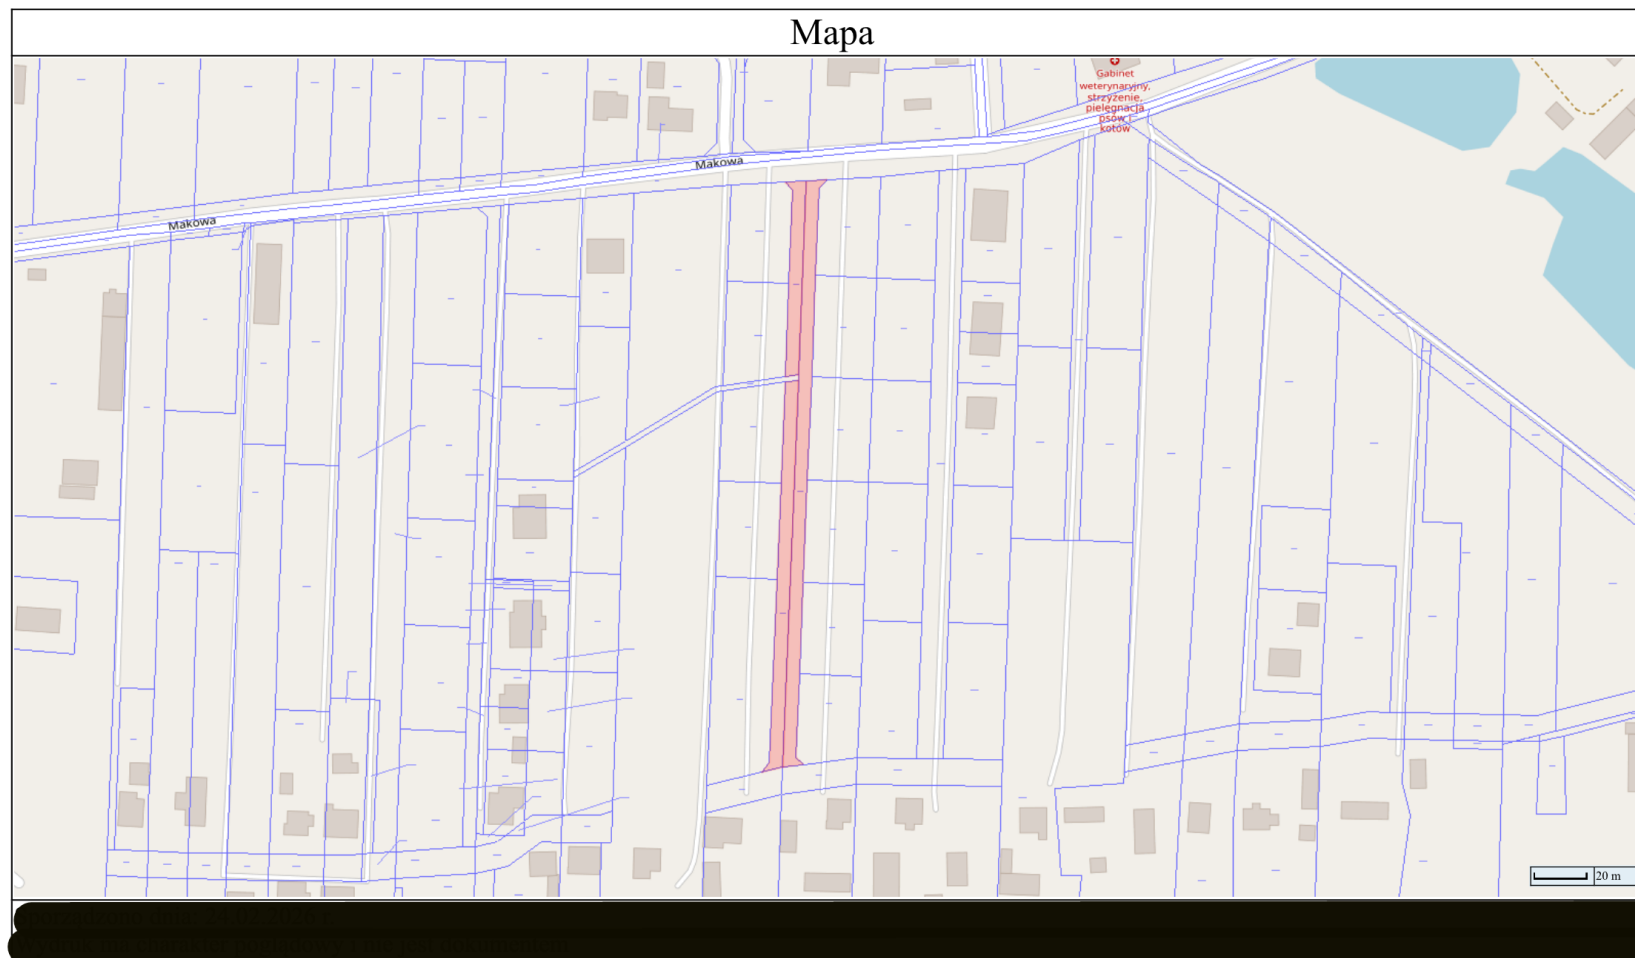 Mapa
Gabinet
weterynaryjny,
strzyżenie,
pielęgnacja
psów i
kotów
Makowa
Makowa
20 m